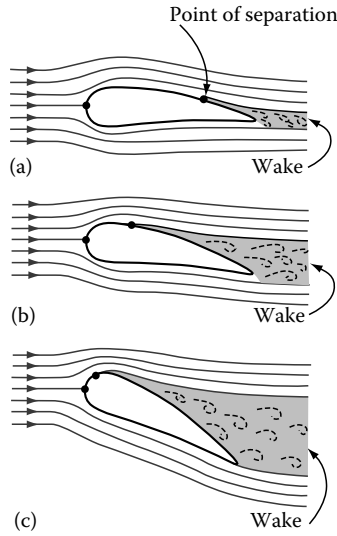 Point of separation
(a)
Wake
(b)
Wake
(c)
Wake